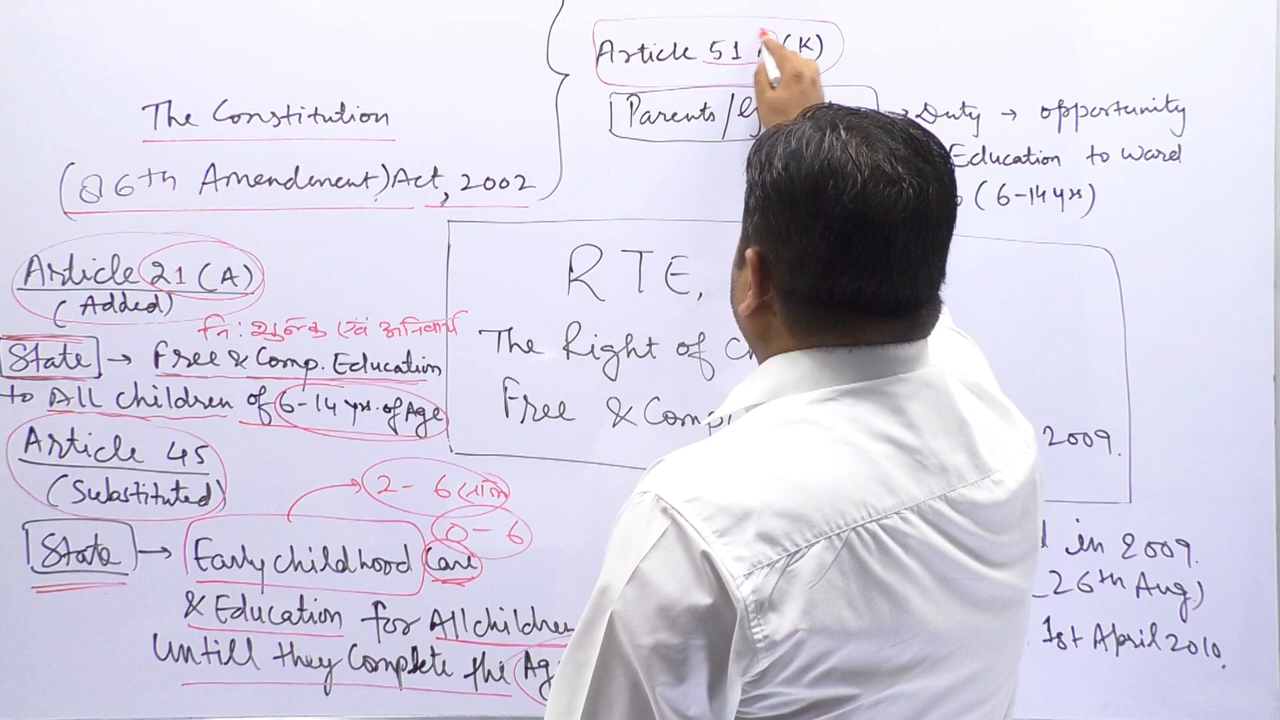 The Constitution
(86th Amendment) Act, 2002
Article 21(A)
(Added)
नि: शुल्क एवं अनिवार्य
State → Free & Comp. Education
to All children of 6-14 yrs. of Age
Article 45
(Substituted)
2-6
0-6
State → Early childhood Care
& Education for All children
Untill they Complete the
Article 51 (K)
Parents/
Duty → opportunity
Education to ward
(6-14 yrs)
RTE,
The Right of
Free &
2009.
in 2009.
26th Aug)
1st April 2010.